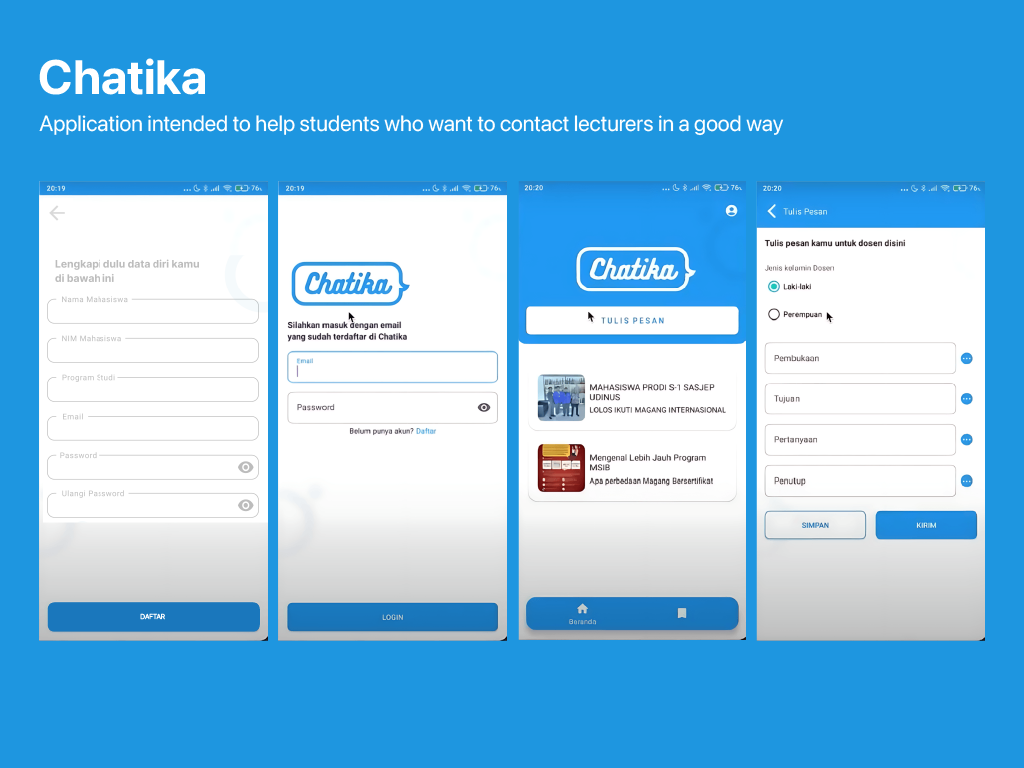 Chatika
Application intended to help students who want to contact lecturers in a good way
20:19
76
Lengkapi dulu data diri kamu
di bawah ini
Nama Mahasiswa
NIM Mahasiswa
Program Studi
Email
Password
Ulangi Password
DAFTAR
20:19
76
Chatika
Silahkan masuk dengan email
yang sudah terdaftar di Chatika
Email
Password
Belum punya akun? Daftar
LOGIN
20:20
76
Chatika
TULIS PESAN
MAHASISWA PRODI S-1 SASJEP
UDINUS
LOLOS IKUTI MAGANG INTERNASIONAL
Mengenal Lebih Jauh Program
MSIB
Apa perbedaan Magang Bersertifikat
Beranda
20:20
76
Tulis Pesan
Tulis pesan kamu untuk dosen disini
Jenis kelamin Dosen
Laki-laki
Perempuan
Pembukaan
Tujuan
Pertanyaan
Penutup
SIMPAN
KIRIM